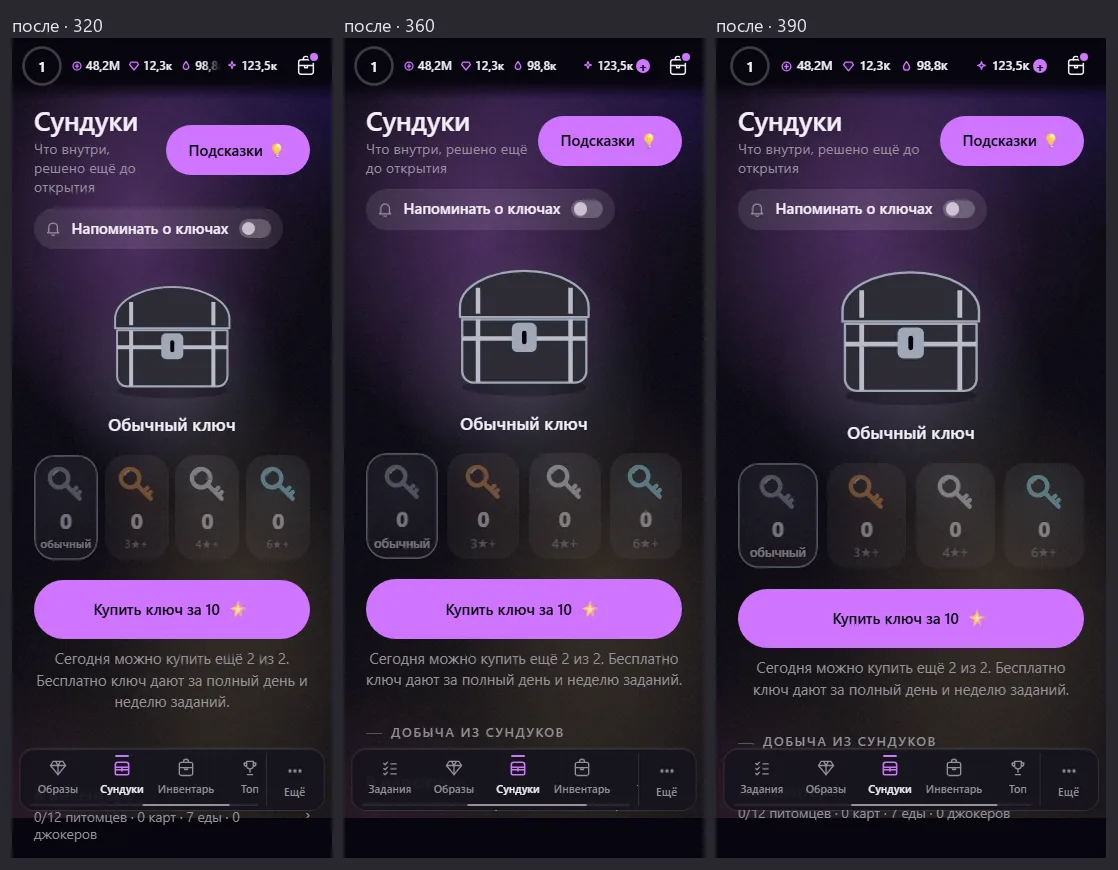 после · 320
1 48,2M 12,3к 98,8 123,5к
Сундуки
Что внутри,
решено ещё до
открытия
Подсказки 💡
Напоминать о ключах
Обычный ключ
0 0 0 0
обычный 3★+ 4★+ 6★+
Купить ключ за 10 ⭐
Сегодня можно купить ещё 2 из 2.
Бесплатно ключ дают за полный день и
неделю заданий.
Образы Сундуки Инвентарь Топ Ещё
0/12 питомцев · 0 карт · 7 еды · 0
джокеров
после · 360
1 48,2M 12,3к 98,8к 123,5к +
Сундуки
Что внутри, решено ещё
до открытия
Подсказки 💡
Напоминать о ключах
Обычный ключ
0 0 0 0
обычный 3★+ 4★+ 6★+
Купить ключ за 10 ⭐
Сегодня можно купить ещё 2 из 2. Бесплатно
ключ дают за полный день и неделю заданий.
ДОБЫЧА ИЗ СУНДУКОВ
Задания Образы Сундуки Инвентарь Ещё
после · 390
1 48,2M 12,3к 98,8к 123,5к +
Сундуки
Что внутри, решено ещё до
открытия
Подсказки 💡
Напоминать о ключах
Обычный ключ
0 0 0 0
обычный 3★+ 4★+ 6★+
Купить ключ за 10 ⭐
Сегодня можно купить ещё 2 из 2. Бесплатно
ключ дают за полный день и неделю заданий.
ДОБЫЧА ИЗ СУНДУКОВ
Задания Образы Сундуки Инвентарь Топ Ещё
0/12 питомцев · 0 карт · 7 еды · 0 джокеров